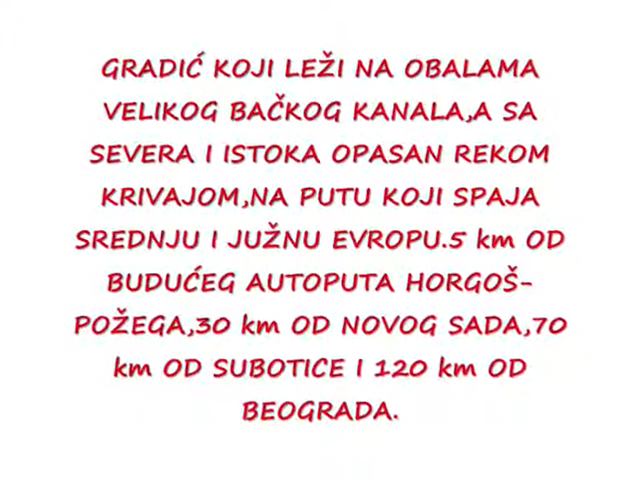 GRADIĆ KOJI LEŽI NA OBALAMA
VELIKOG BAČKOG KANALA,A SA
SEVERA I ISTOKA OPASAN REKOM
KRIVAJOM,NA PUTU KOJI SPAJA
SREDNJU I JUŽNU EVROPU.5 km OD
BUDUĆEG AUTOPUTA HORGOŠ-
POŽEGA,30 km OD NOVOG SADA,70
km OD SUBOTICE I 120 km OD
BEOGRADA.